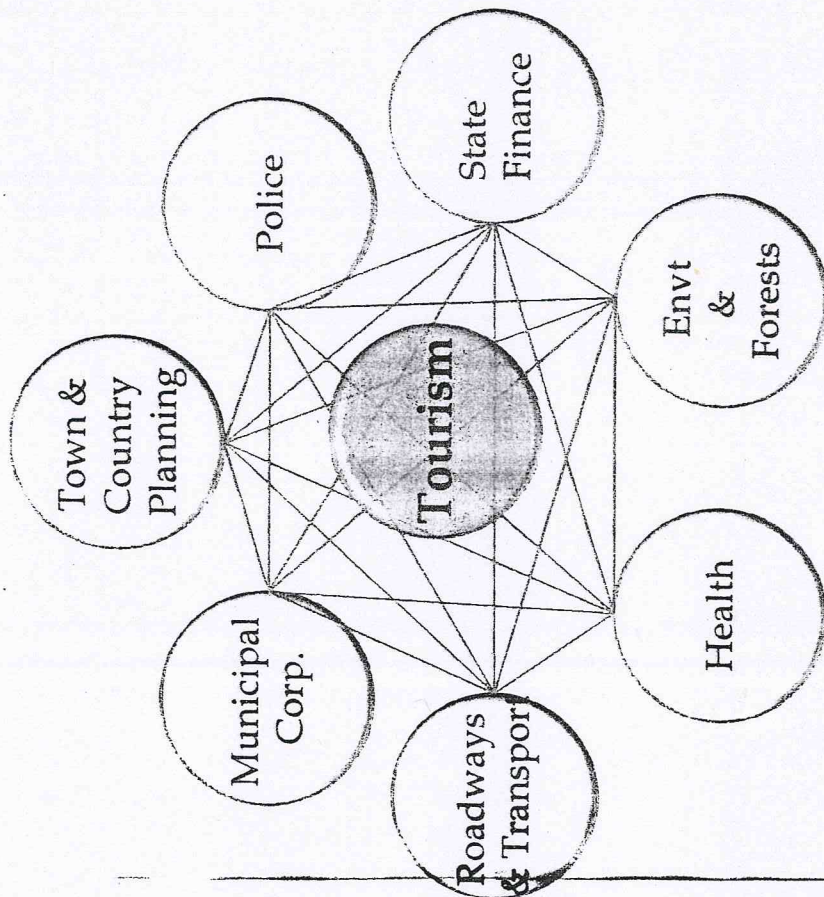 Town &
Country
Planning
Municipal
Corp.
Police
Tourism
Roadways
& Transport
State
Finance
Health
Envt
&
Forests